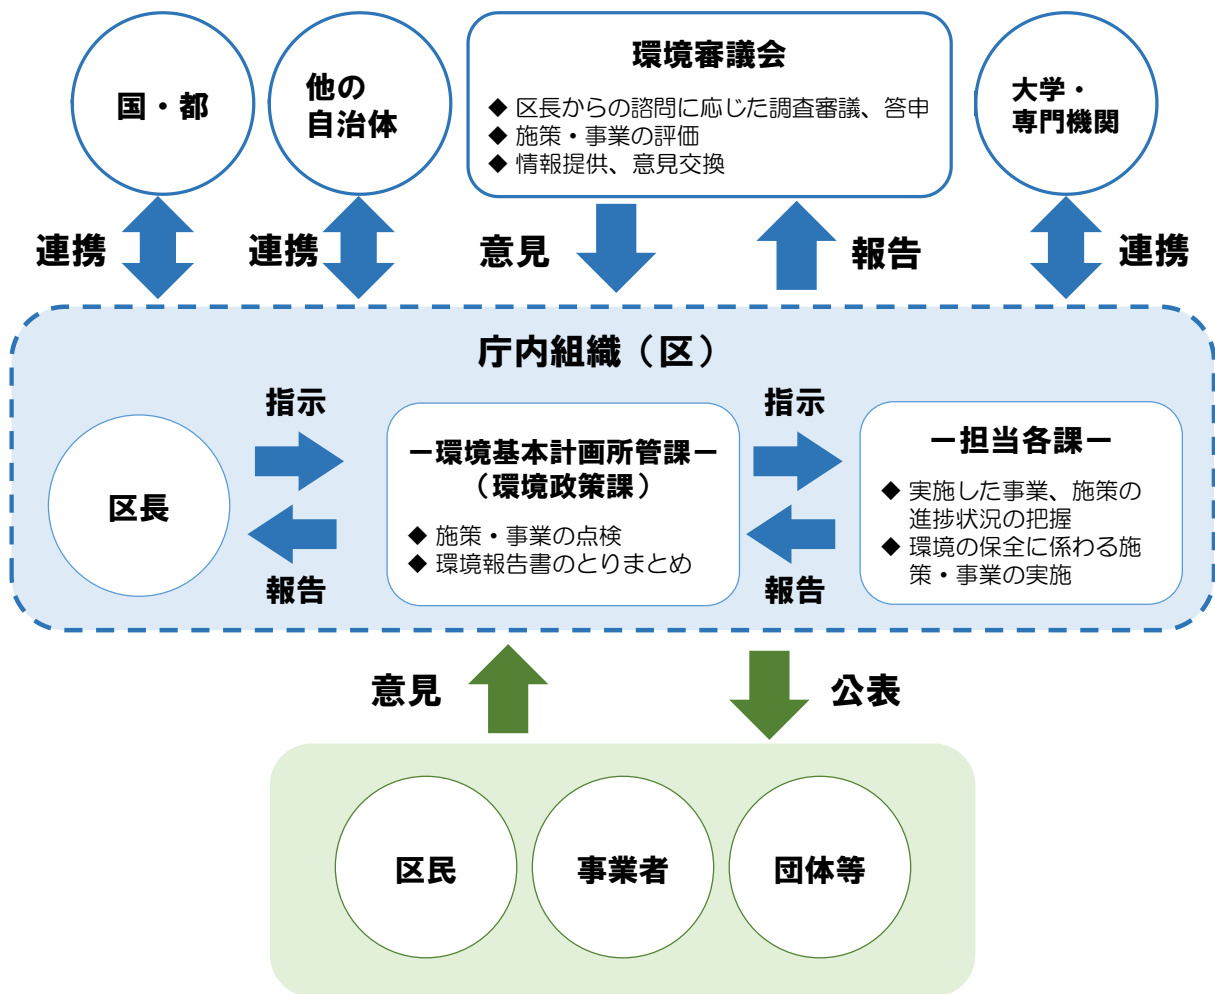 国・都
他の
自治体
環境審議会
◆ 区長からの諮問に応じた調査審議、答申
◆ 施策・事業の評価
◆ 情報提供、意見交換
大学・
専門機関
連携
連携
意見
報告
連携
庁内組織（区）
区長
指示
報告
－環境基本計画所管課－
（環境政策課）
◆ 施策・事業の点検
◆ 環境報告書のとりまとめ
指示
報告
－担当各課－
◆ 実施した事業、施策の
進捗状況の把握
◆ 環境の保全に係わる施
策・事業の実施
意見
公表
区民
事業者
団体等